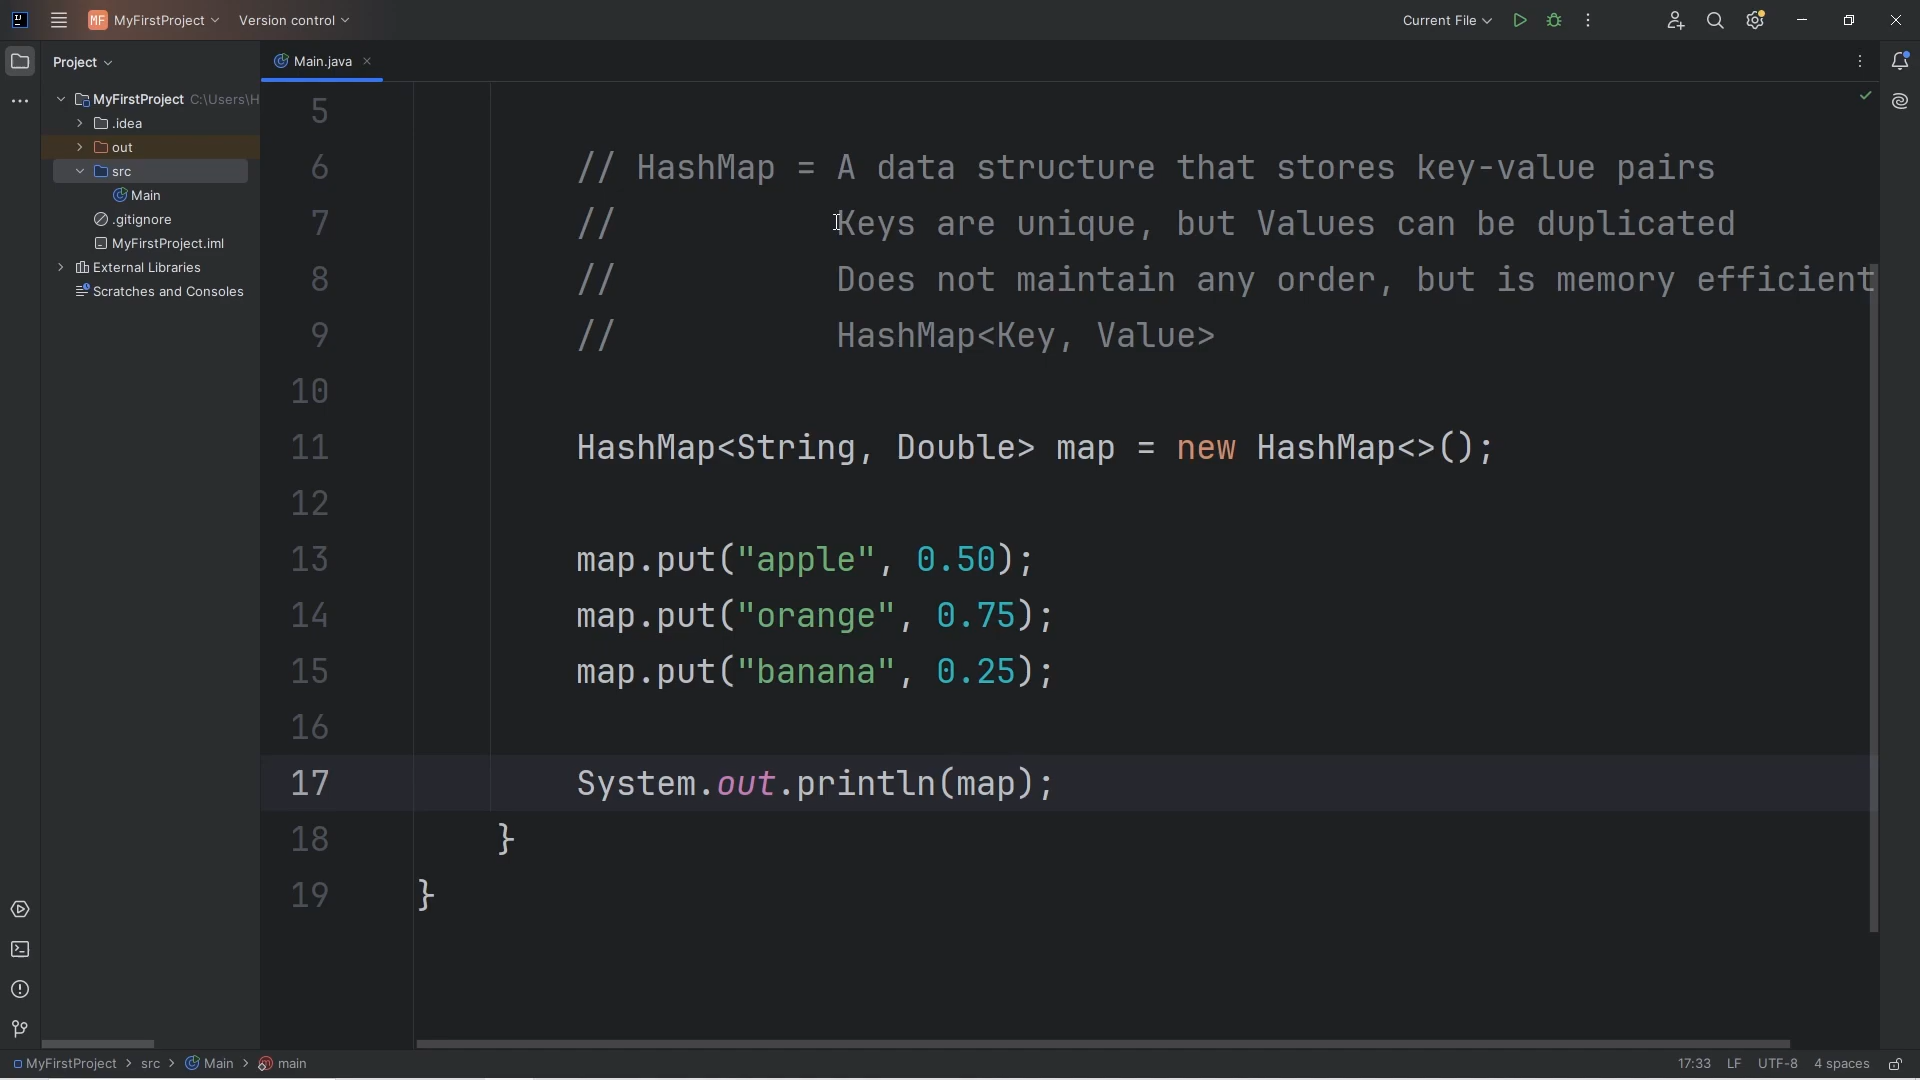 MF MyFirstProject Version control Current File
Project
Main.java
MyFirstProject C:\Users\H
.idea
out
src
Main
.gitignore
MyFirstProject.iml
External Libraries
Scratches and Consoles
5
6 // HashMap = A data structure that stores key-value pairs
7 // Keys are unique, but Values can be duplicated
8 // Does not maintain any order, but is memory efficient
9 // HashMap<Key, Value>
10
11 HashMap<String, Double> map = new HashMap<>();
12
13 map.put("apple", 0.50);
14 map.put("orange", 0.75);
15 map.put("banana", 0.25);
16
17 System.out.println(map);
18 }
19 }
MyFirstProject > src > Main > main 17:33 LF UTF-8 4 spaces